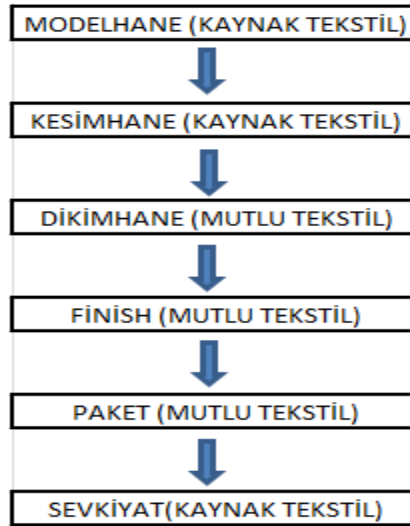 MODELHANE (KAYNAK TEKSTİL)
KESİMHANE (KAYNAK TEKSTİL)
DİKİMHANE (MUTLU TEKSTİL)
FİNİSH (MUTLU TEKSTİL)
PAKET (MUTLU TEKSTİL)
SEVKİYAT(KAYNAK TEKSTİL)